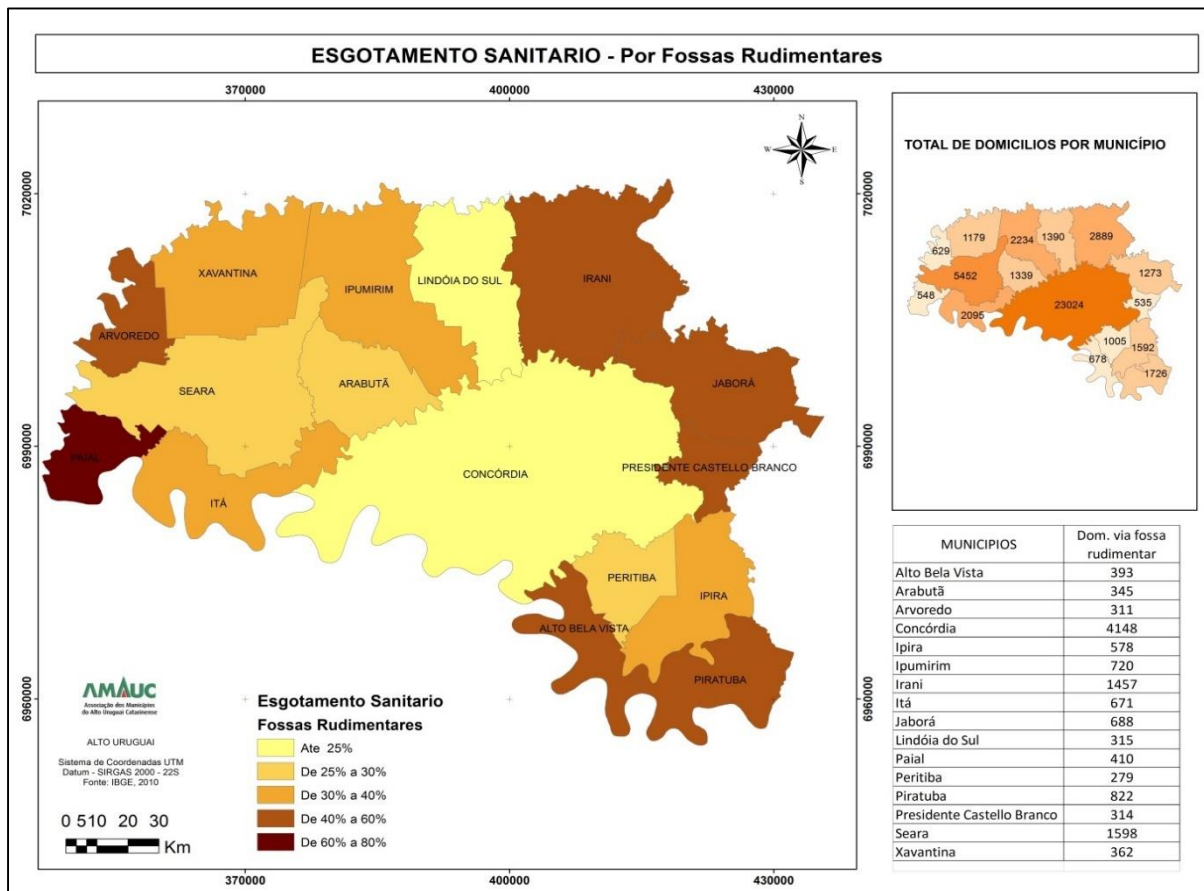 ESGOTAMENTO SANITARIO - Por Fossas Rudimentares
370000
400000
430000
7020000
7020000
6990000
6990000
6960000
6960000
N
W
E
S
XAVANTINA
IPUMIRIM
LINDÓIA DO SUL
IRANI
ARVOREDO
SEARA
ARABUTÃ
JABORÁ
PAIAL
ITÁ
CONCÓRDIA
PRESIDENTE CASTELLO BRANCO
PERITIBA
IPIRA
ALTO BELA VISTA
PIRATUBA
AMAUC
Associação dos Municípios
do Alto Uruguai Catarinense
ALTO URUGUAI
Sistema de Coordenadas UTM
Datum - SIRGAS 2000 - 22S
Fonte: IBGE, 2010
0 510 20 30
Km
Esgotamento Sanitario
Fossas Rudimentares
Ate 25%
De 25% a 30%
De 30% a 40%
De 40% a 60%
De 60% a 80%
370000
400000
430000
TOTAL DE DOMICILIOS POR MUNICÍPIO
629
1179
2234
1390
2889
5452
1339
1273
548
2095
23024
535
1005
1592
678
1726
MUNICIPIOS Dom. via fossa rudimentar
Alto Bela Vista 393
Arabutã 345
Arvoredo 311
Concórdia 4148
Ipira 578
Ipumirim 720
Irani 1457
Itá 671
Jaborá 688
Lindóia do Sul 315
Paial 410
Peritiba 279
Piratuba 822
Presidente Castello Branco 314
Seara 1598
Xavantina 362